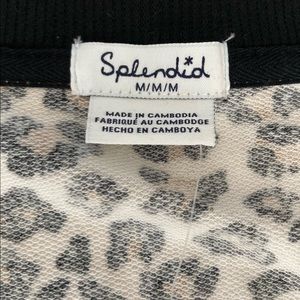 Splendid
M/M/M
MADE IN CAMBODIA
FABRIQUÉ AU CAMBODGE
HECHO EN CAMBOYA